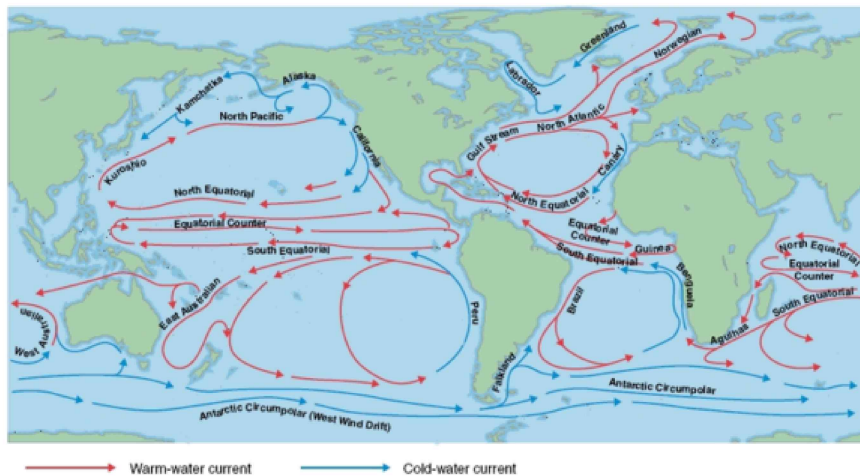 Greenland
Norwegian
Labrador
Alaska
Kamchatka
North Pacific
California
Kuroshio
Gulf Stream
North Atlantic
Canary
North Equatorial
North Equatorial
Equatorial Counter
South Equatorial
Equatorial
Counter
Guinea
South Equatorial
North Equatorial
Equatorial
Counter
South Equatorial
East Australian
West Australian
Peru
Brazil
Benguela
Agulhas
Falkland
Antarctic Circumpolar
Antarctic Circumpolar (West Wind Drift)
Warm-water current
Cold-water current